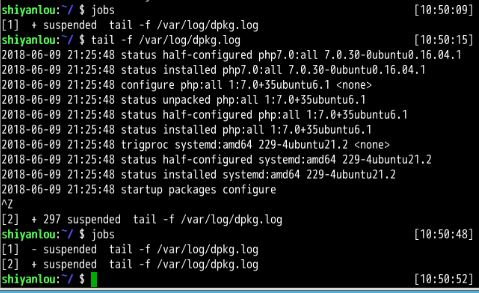 shiyanlou:~/ $ jobs [10:50:09]
[1]  + suspended  tail -f /var/log/dpkg.log
shiyanlou:~/ $ tail -f /var/log/dpkg.log [10:50:15]
2018-06-09 21:25:48 status half-configured php7.0:all 7.0.30-0ubuntu0.16.04.1
2018-06-09 21:25:48 status installed php7.0:all 7.0.30-0ubuntu0.16.04.1
2018-06-09 21:25:48 configure php:all 1:7.0+35ubuntu6.1 <none>
2018-06-09 21:25:48 status unpacked php:all 1:7.0+35ubuntu6.1
2018-06-09 21:25:48 status half-configured php:all 1:7.0+35ubuntu6.1
2018-06-09 21:25:48 status installed php:all 1:7.0+35ubuntu6.1
2018-06-09 21:25:48 trigproc systemd:amd64 229-4ubuntu21.2 <none>
2018-06-09 21:25:48 status half-configured systemd:amd64 229-4ubuntu21.2
2018-06-09 21:25:48 status installed systemd:amd64 229-4ubuntu21.2
2018-06-09 21:25:48 startup packages configure
^Z
[2]  + 297 suspended  tail -f /var/log/dpkg.log
shiyanlou:~/ $ jobs [10:50:48]
[1]  - suspended  tail -f /var/log/dpkg.log
[2]  + suspended  tail -f /var/log/dpkg.log
shiyanlou:~/ $ [10:50:52]